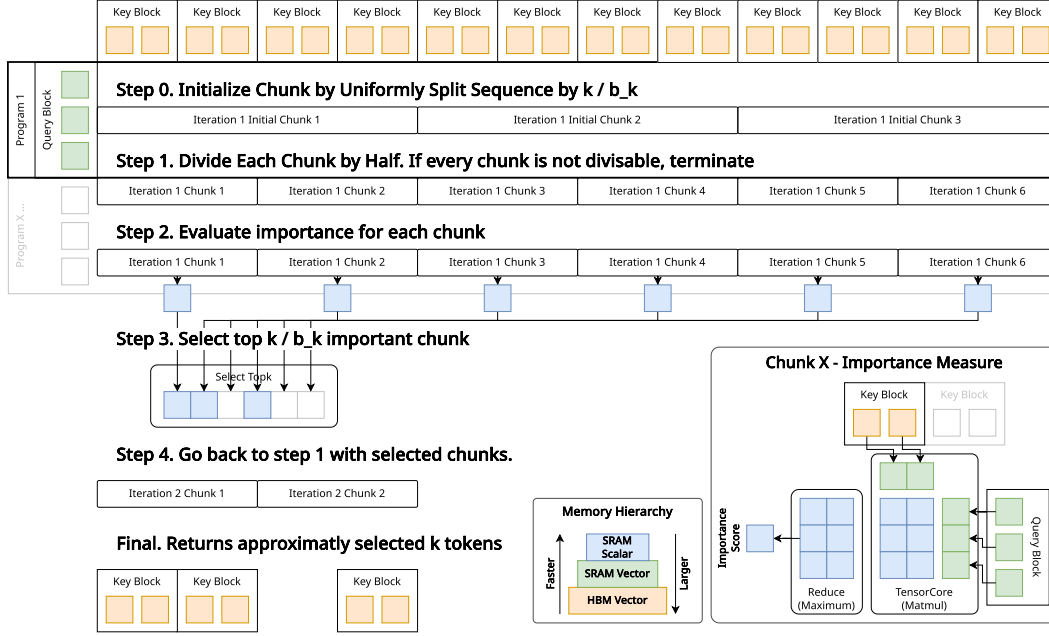 Key Block Key Block Key Block Key Block Key Block Key Block Key Block Key Block Key Block Key Block Key Block Key Block
Program 1
Query Block
Step 0. Initialize Chunk by Uniformly Split Sequence by k / b_k
Iteration 1 Initial Chunk 1 Iteration 1 Initial Chunk 2 Iteration 1 Initial Chunk 3
Step 1. Divide Each Chunk by Half. If every chunk is not divisable, terminate
Iteration 1 Chunk 1 Iteration 1 Chunk 2 Iteration 1 Chunk 3 Iteration 1 Chunk 4 Iteration 1 Chunk 5 Iteration 1 Chunk 6
Program X ...
Step 2. Evaluate importance for each chunk
Iteration 1 Chunk 1 Iteration 1 Chunk 2 Iteration 1 Chunk 3 Iteration 1 Chunk 4 Iteration 1 Chunk 5 Iteration 1 Chunk 6
Step 3. Select top k / b_k important chunk
Select Topk
Step 4. Go back to step 1 with selected chunks.
Iteration 2 Chunk 1 Iteration 2 Chunk 2
Final. Returns approximatly selected k tokens
Key Block Key Block Key Block
Memory Hierarchy
Faster
SRAM
Scalar
SRAM Vector
HBM Vector
Larger
Chunk X - Importance Measure
Key Block Key Block
Importance
Score
Reduce
(Maximum)
TensorCore
(Matmul)
Query Block